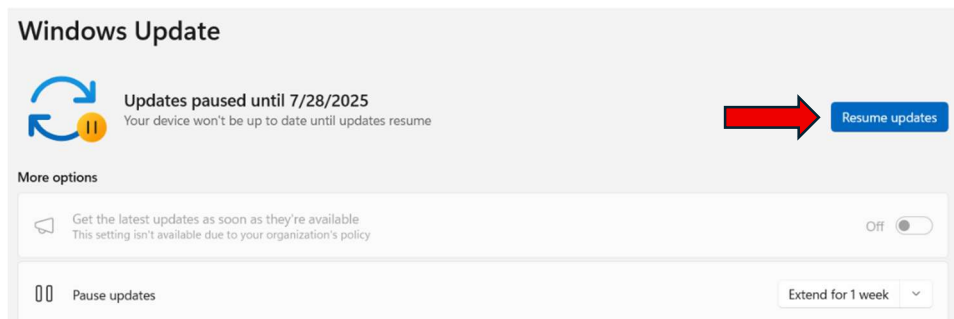 Windows Update
Updates paused until 7/28/2025
Your device won't be up to date until updates resume
Resume updates
More options
Get the latest updates as soon as they're available
This setting isn't available due to your organization's policy
Off
Pause updates
Extend for 1 week